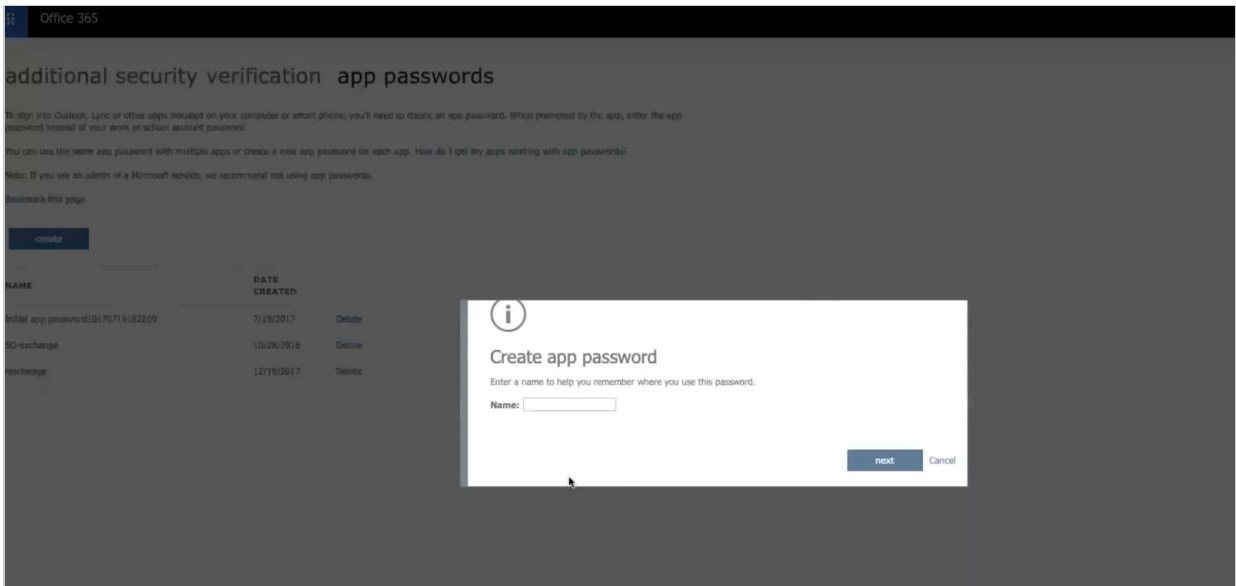 Office 365
additional security verification app passwords
To sign into Outlook, Lync or other apps installed on your computer or smart phone, you'll need to create an app password. When prompted by the app, enter the app
password instead of your work or school account password.
You can use the same app password with multiple apps or create a new app password for each app. How do I get my apps working with app passwords?
Note: If you are an admin of a Microsoft service, we recommend not using app passwords.
Bookmark this page
create
NAME DATE
CREATED
Initial app password20170719182209 7/19/2017 Delete
SO-exchange 10/26/2018 Delete
12/19/2017 Delete
i
Create app password
Enter a name to help you remember where you use this password.
Name:
next Cancel